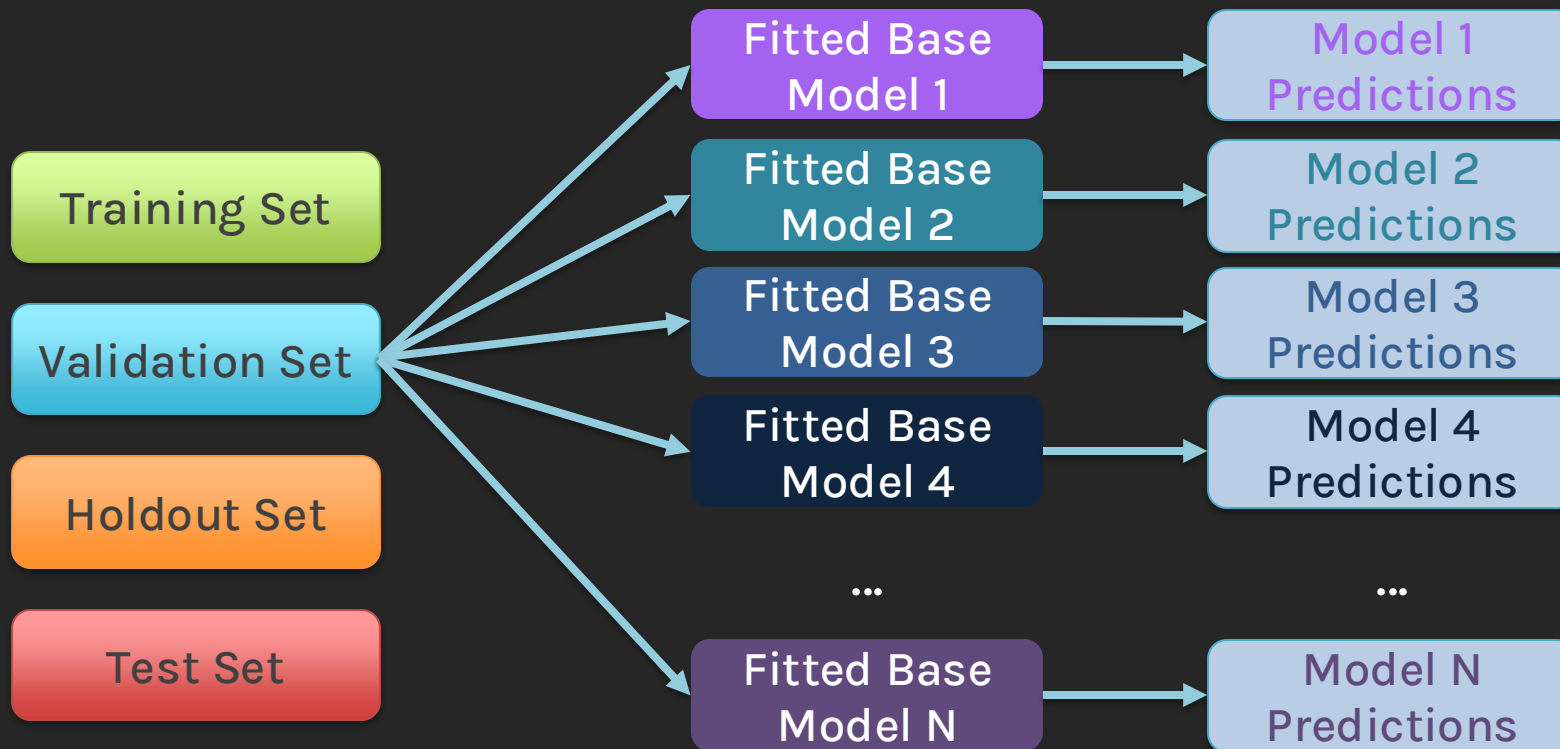 Training Set
Validation Set
Holdout Set
Test Set
Fitted Base
Model 1
Fitted Base
Model 2
Fitted Base
Model 3
Fitted Base
Model 4
...
Fitted Base
Model N
Model 1
Predictions
Model 2
Predictions
Model 3
Predictions
Model 4
Predictions
...
Model N
Predictions